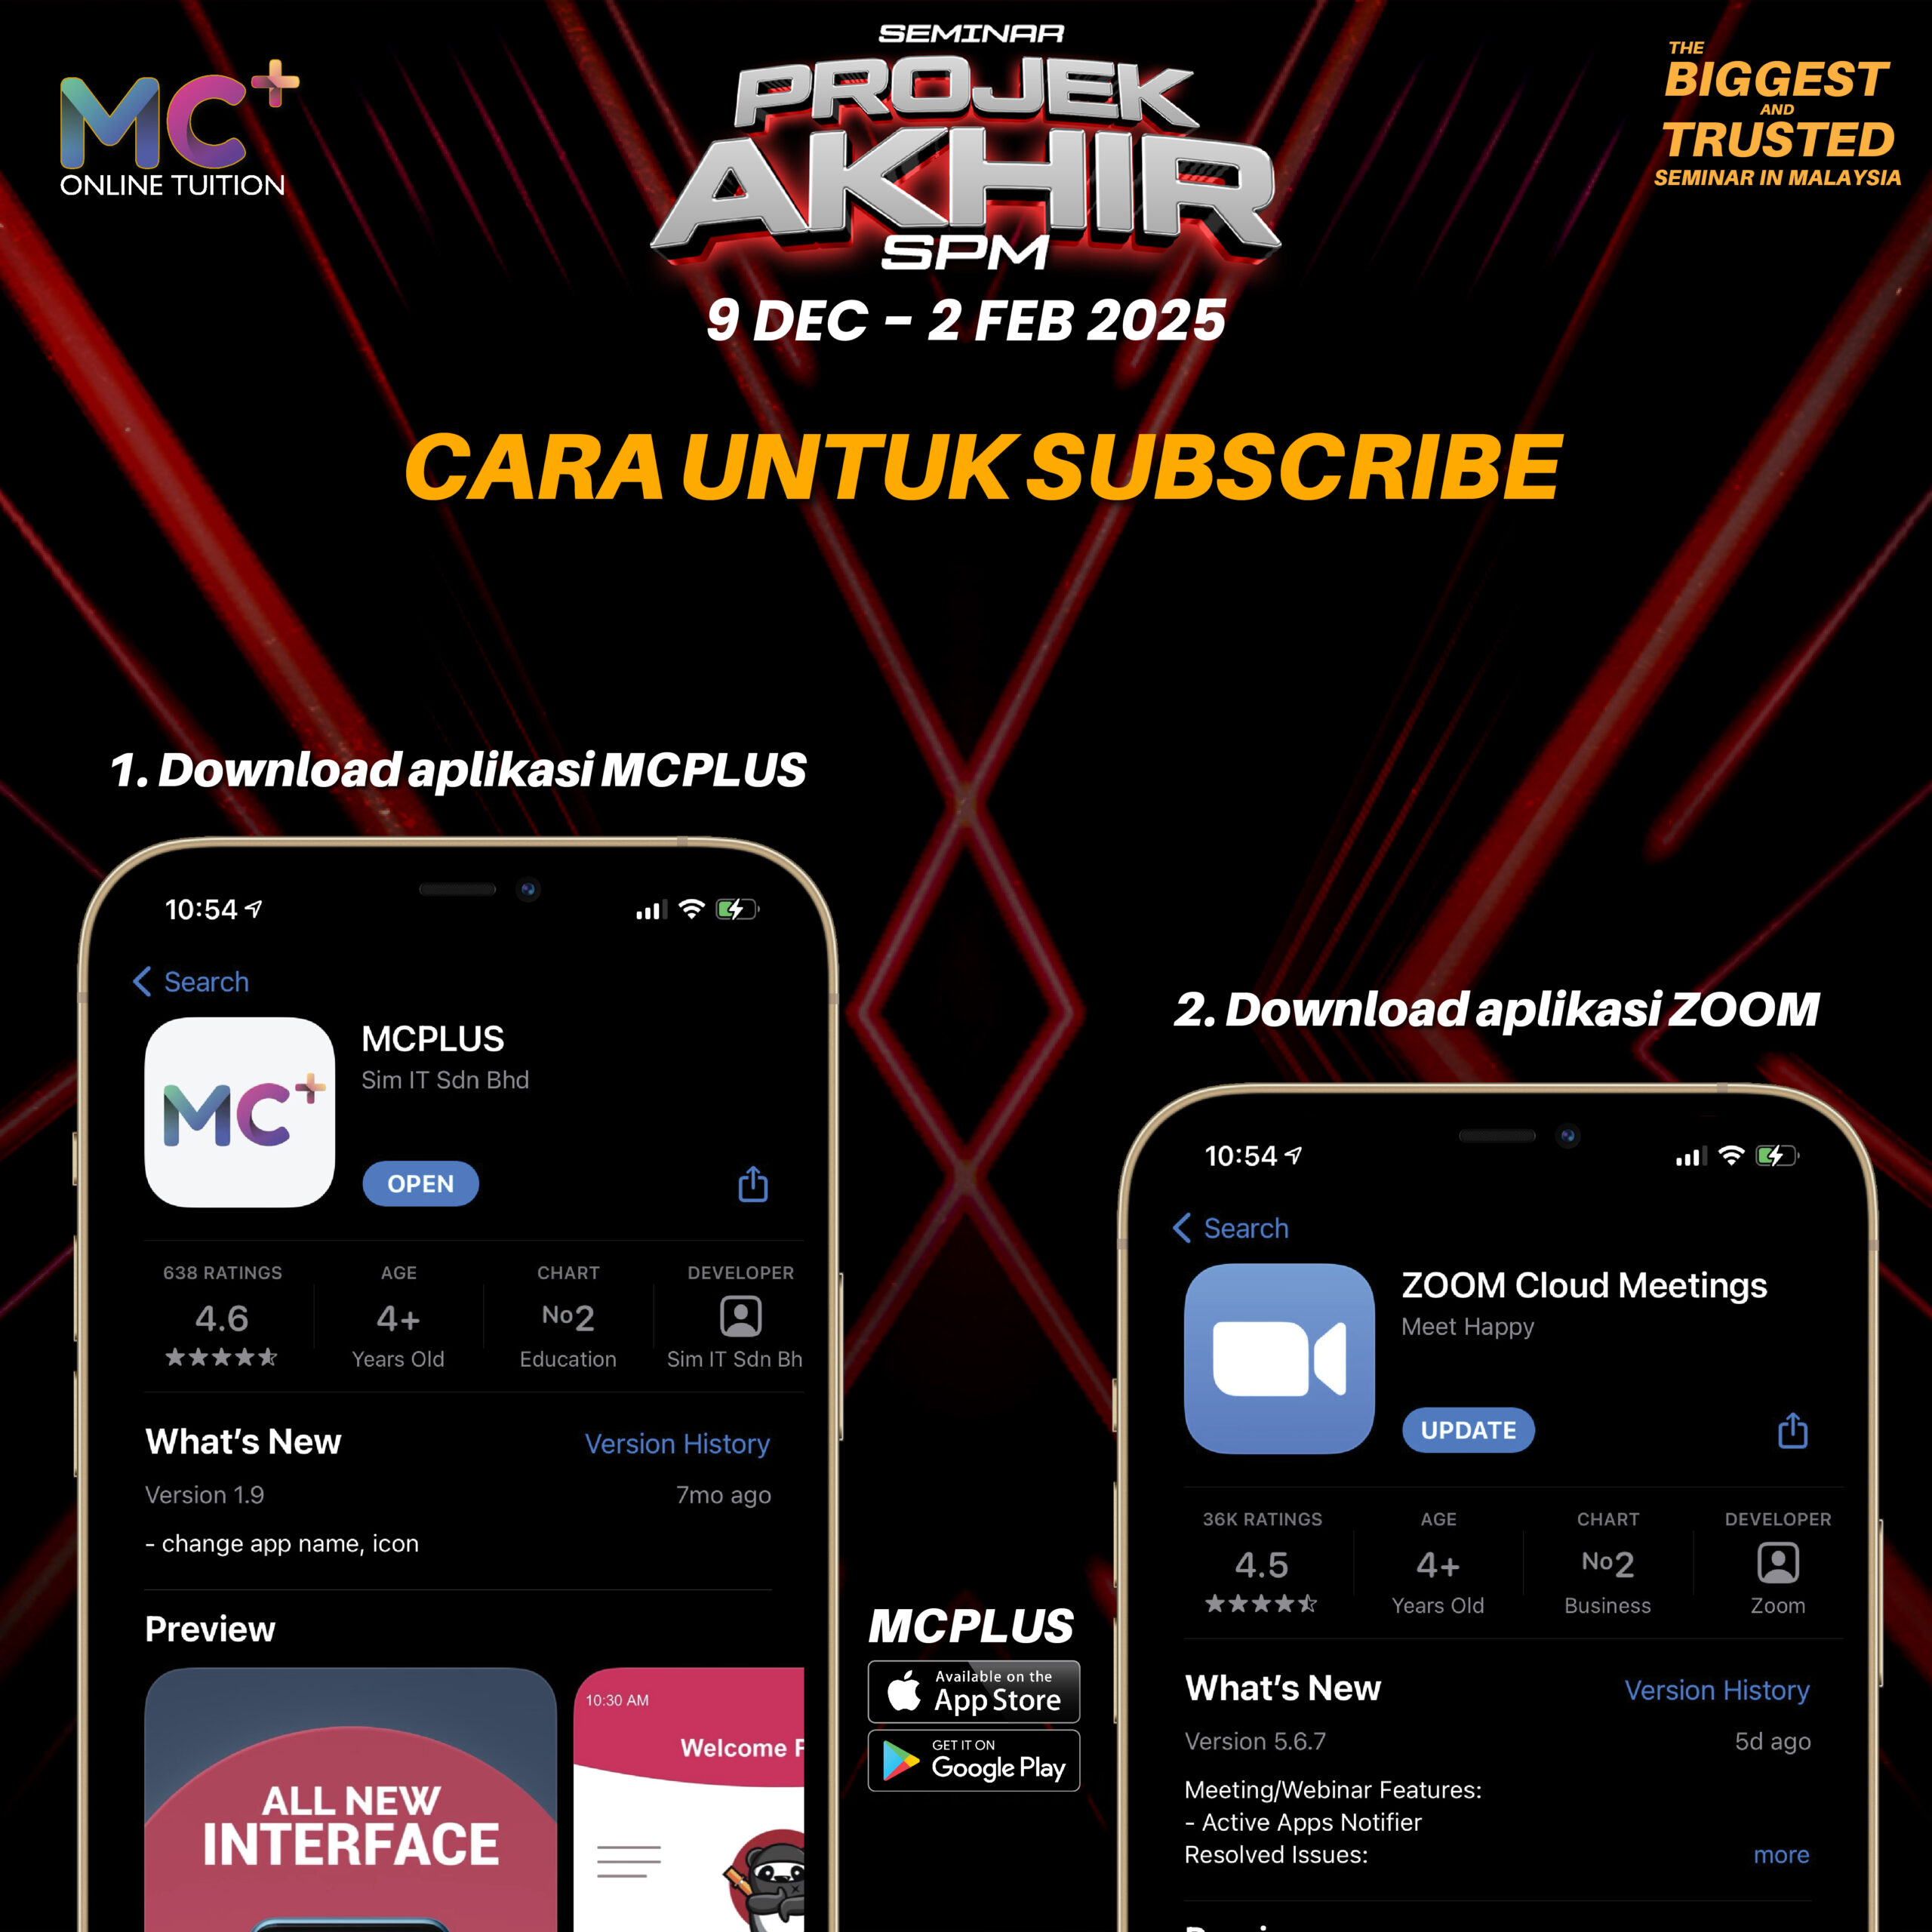 MC+
ONLINE TUITION
SEMINAR
PROJEK
AKHIR
SPM
9 DEC - 2 FEB 2025
THE
BIGGEST
AND
TRUSTED
SEMINAR IN MALAYSIA
CARA UNTUK SUBSCRIBE
1. Download aplikasi MCPLUS
10:54
Search
MC+
MCPLUS
Sim IT Sdn Bhd
OPEN
638 RATINGS AGE CHART DEVELOPER
4.6 4+ No2
Years Old Education Sim IT Sdn Bh
What's New Version History
Version 1.9 7mo ago
- change app name, icon
Preview
ALL NEW
INTERFACE
10:30 AM
Welcome
MCPLUS
Available on the
App Store
GET IT ON
Google Play
2. Download aplikasi ZOOM
10:54
Search
ZOOM Cloud Meetings
Meet Happy
UPDATE
36K RATINGS AGE CHART DEVELOPER
4.5 4+ No2
Years Old Business Zoom
What's New Version History
Version 5.6.7 5d ago
Meeting/Webinar Features:
- Active Apps Notifier
Resolved Issues: more